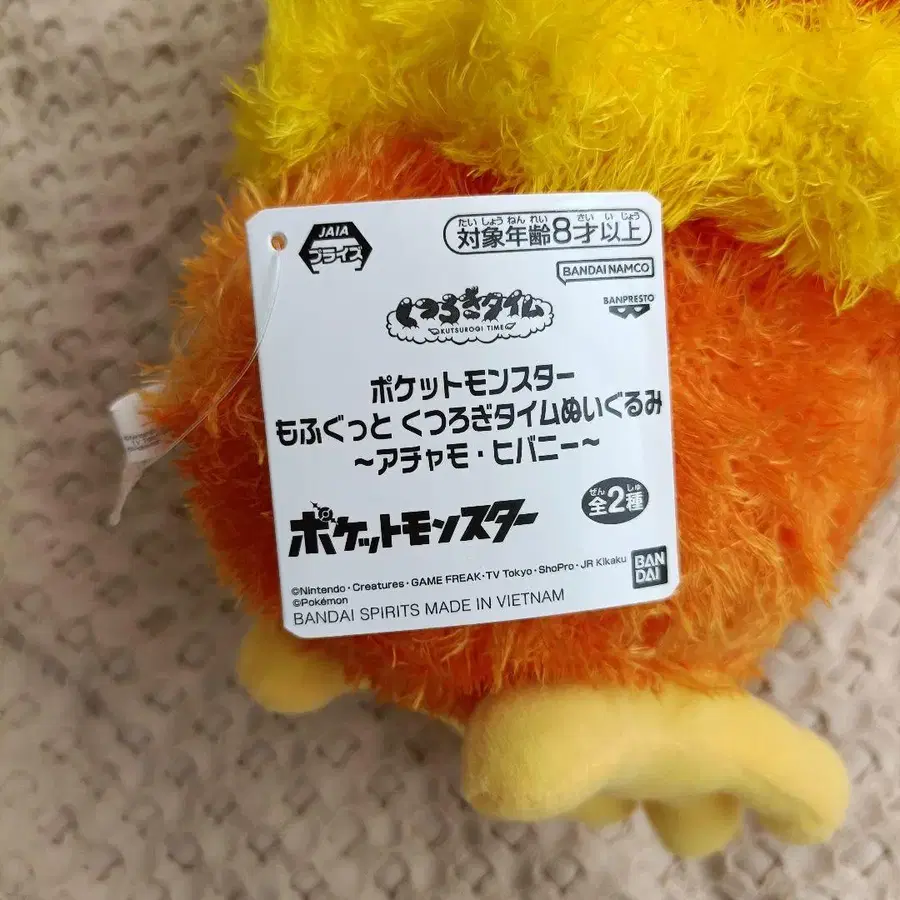 JAIA
プライズ
たいしょうねんれい さいいじょう
対象年齢8才以上
BANDAI NAMCO
BANPRESTO
くつろぎタイム
KUTSUROGI TIME
ポケットモンスター
もふぐっと くつろぎタイムぬいぐるみ
～アチャモ・ヒバニー～
ぜん しゅ
全2種
ポケットモンスター
©Nintendo・Creatures・GAME FREAK・TV Tokyo・ShoPro・JR Kikaku
©Pokémon
BANDAI SPIRITS MADE IN VIETNAM
BAN
DAI